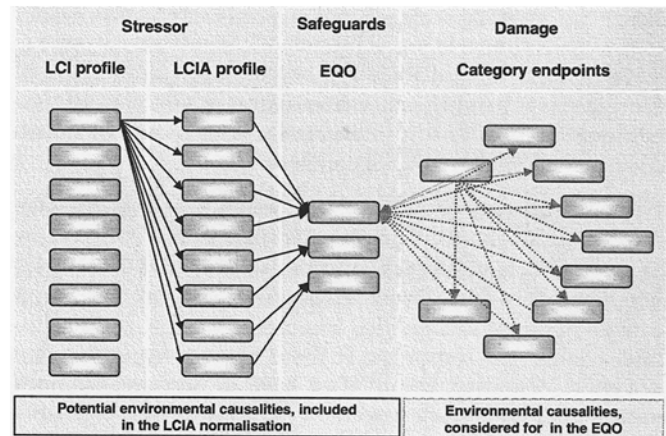 Stressor
Safeguards
Damage
LCI profile
LCIA profile
EQO
Category endpoints
Potential environmental causalities, included
in the LCIA normalisation
Environmental causalities,
considered for in the EQO